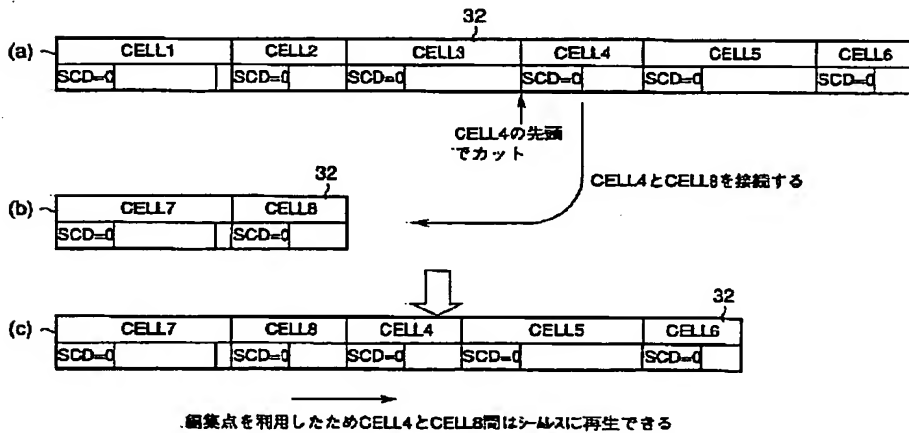 32
(a) CELL1 CELL2 CELL3 CELL4 CELL5 CELL6
SCD=0 SCD=0 SCD=0 SCD=0 SCD=0 SCD=0
CELL4の先頭
でカット
CELL4とCELL8を接続する
32
(b) CELL7 CELL8
SCD=0 SCD=0
32
(c) CELL7 CELL8 CELL4 CELL5 CELL6
SCD=0 SCD=0 SCD=0 SCD=0 SCD=0
編集点を利用したためCELL4とCELL8間はシームレスに再生できる